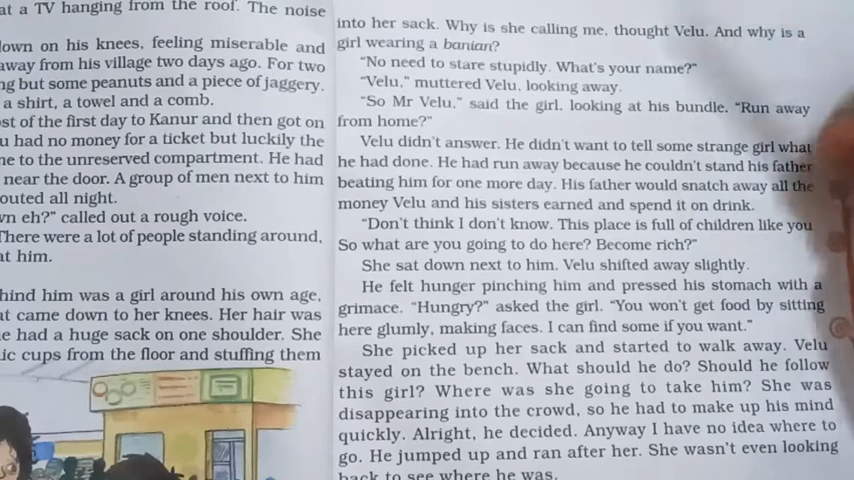 at a TV hanging from the roof. The noise
down on his knees, feeling miserable and
away from his village two days ago. For two
ng but some peanuts and a piece of jaggery.
a shirt, a towel and a comb.
st of the first day to Kanur and then got on
u had no money for a ticket but luckily the
me to the unreserved compartment. He had
near the door. A group of men next to him
outed all night.
wn eh?" called out a rough voice.
There were a lot of people standing around,
at him.
hind him was a girl around his own age,
at came down to her knees. Her hair was
e had a huge sack on one shoulder. She
ic cups from the floor and stuffing them
into her sack. Why is she calling me, thought Velu. And why is a
girl wearing a banian?
"No need to stare stupidly. What's your name?"
"Velu," muttered Velu, looking away.
"So Mr Velu," said the girl, looking at his bundle. "Run away
from home?"
Velu didn't answer. He didn't want to tell some strange girl what
he had done. He had run away because he couldn't stand his father
beating him for one more day. His father would snatch away all the
money Velu and his sisters earned and spend it on drink.
"Don't think I don't know. This place is full of children like you
So what are you going to do here? Become rich?"
She sat down next to him. Velu shifted away slightly.
He felt hunger pinching him and pressed his stomach with a
grimace. "Hungry?" asked the girl. "You won't get food by sitting
here glumly, making faces. I can find some if you want."
She picked up her sack and started to walk away. Velu
stayed on the bench. What should he do? Should he follow
this girl? Where was she going to take him? She was
disappearing into the crowd, so he had to make up his mind
quickly. Alright, he decided. Anyway I have no idea where to
go. He jumped up and ran after her. She wasn't even looking
back to see where he was.